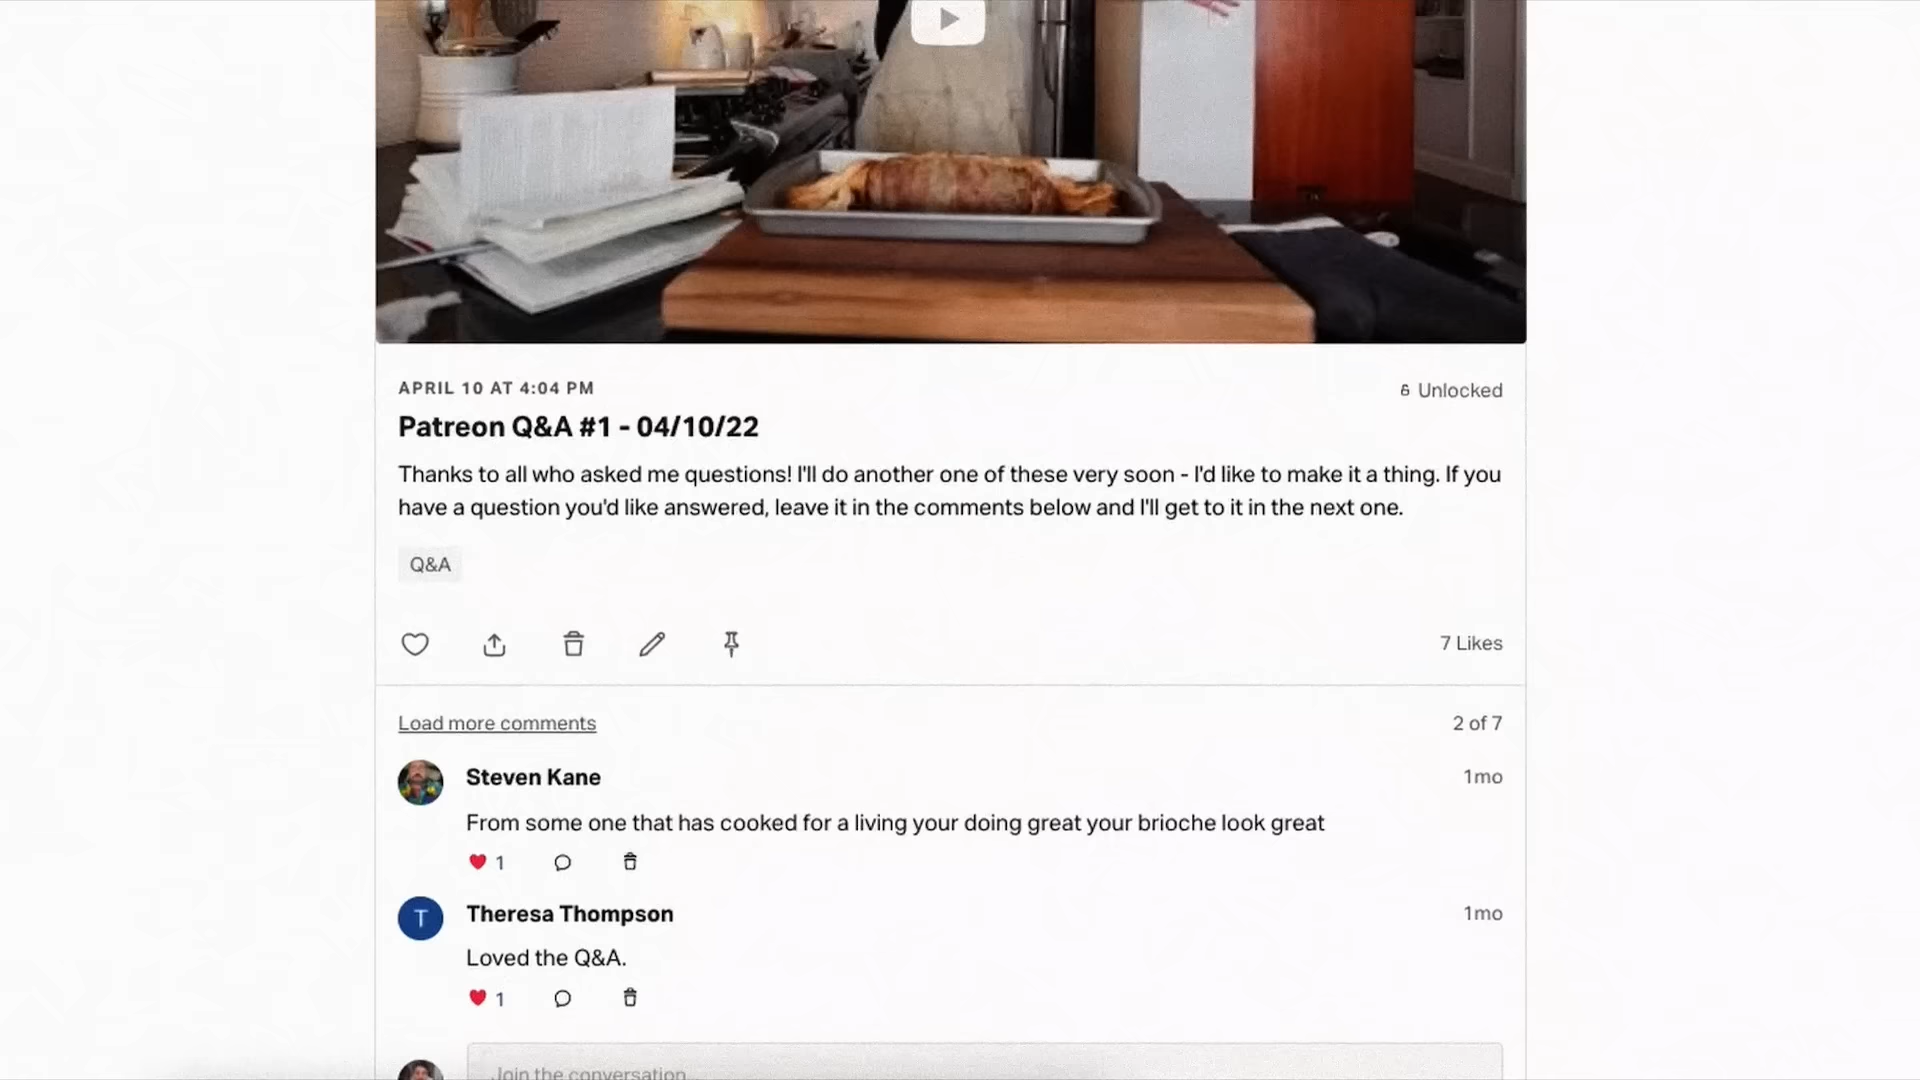 APRIL 10 AT 4:04 PM
Unlocked
Patreon Q&A #1 - 04/10/22
Thanks to all who asked me questions! I'll do another one of these very soon - I'd like to make it a thing. If you
have a question you'd like answered, leave it in the comments below and I'll get to it in the next one.
Q&A
7 Likes
Load more comments
2 of 7
Steven Kane
1mo
From some one that has cooked for a living your doing great your brioche look great
1
T
Theresa Thompson
1mo
Loved the Q&A.
1
Join the conversation